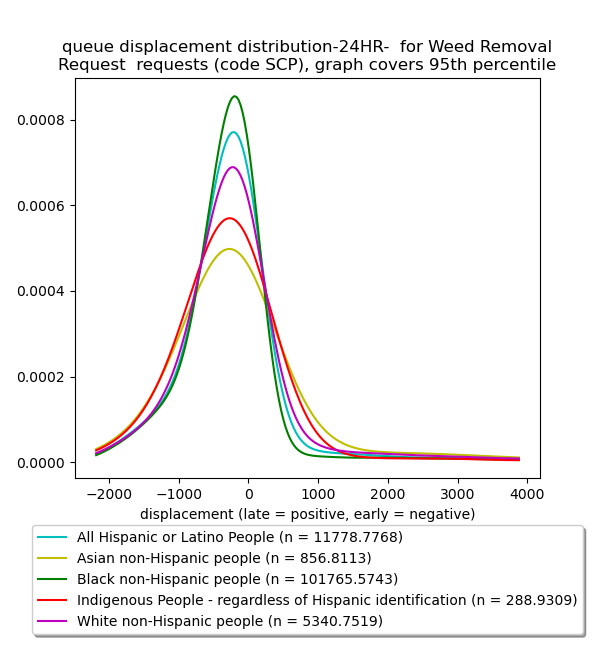 queue displacement distribution-24HR-  for Weed Removal
Request  requests (code SCP), graph covers 95th percentile
0.0008
0.0006
0.0004
0.0002
0.0000
−2000 −1000 0 1000 2000 3000 4000
displacement (late = positive, early = negative)
All Hispanic or Latino People (n = 11778.7768)
Asian non-Hispanic people (n = 856.8113)
Black non-Hispanic people (n = 101765.5743)
Indigenous People - regardless of Hispanic identification (n = 288.9309)
White non-Hispanic people (n = 5340.7519)